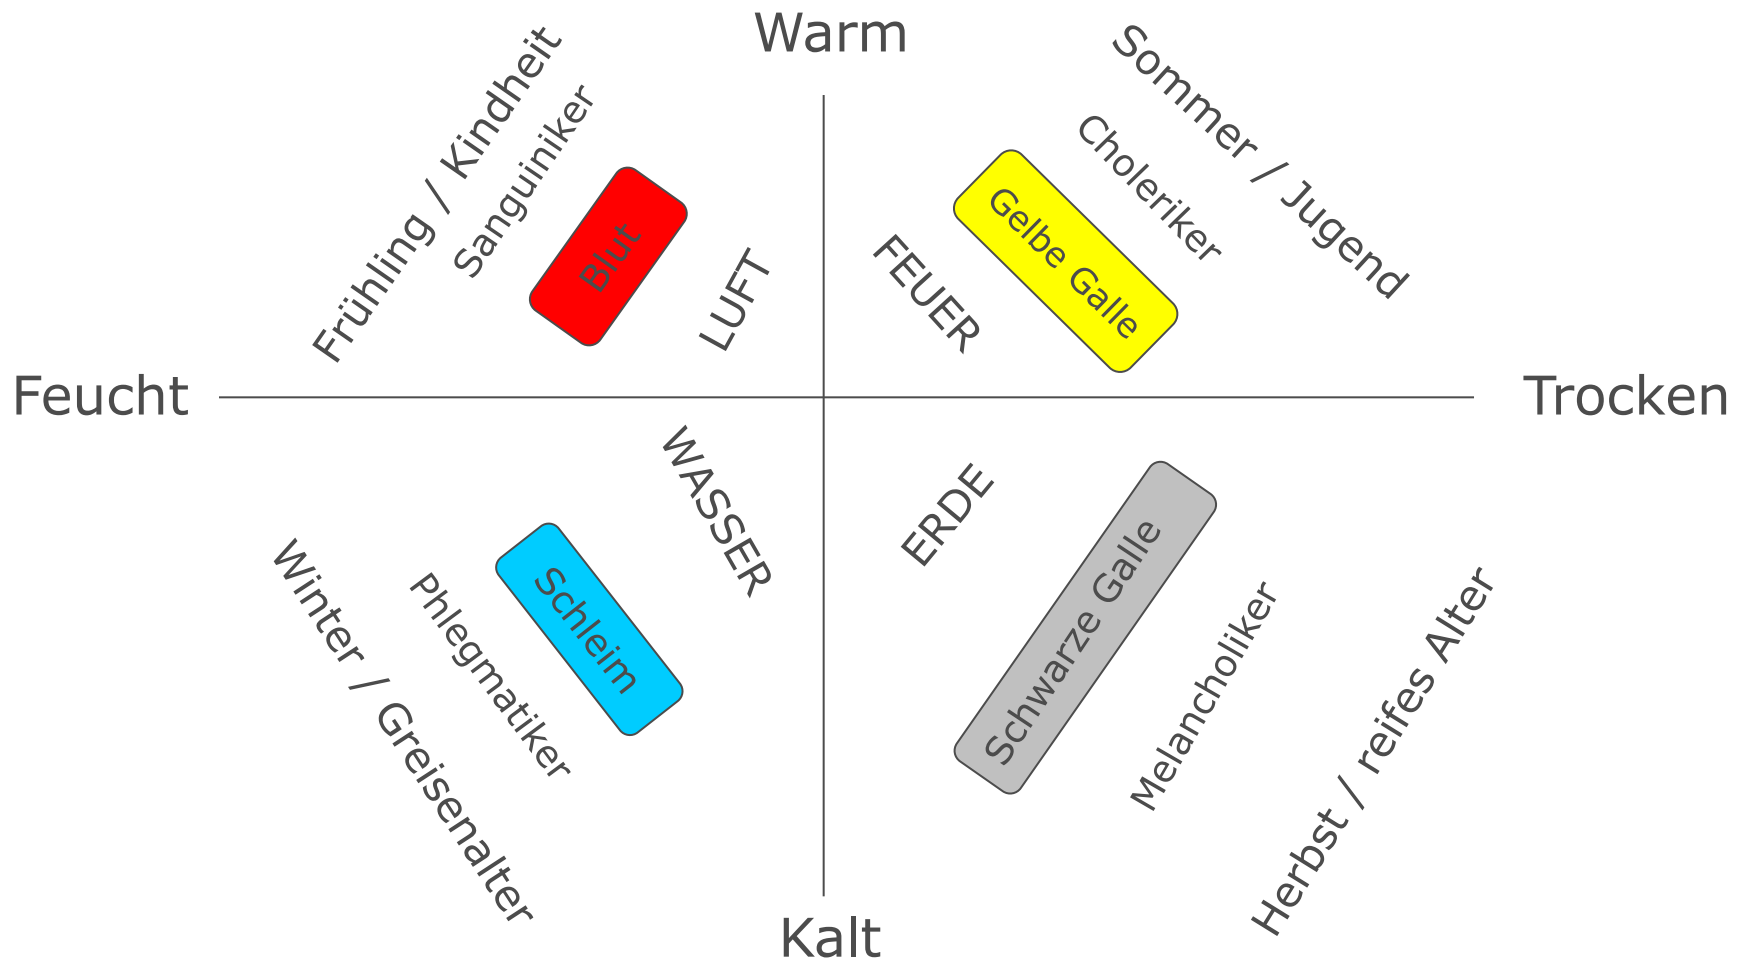 Warm
Frühling / Kindheit
Sanguiniker
Blut
LUFT
Sommer / Jugend
Choleriker
Gelbe Galle
FEUER
Feucht
Trocken
WASSER
Schleim
Phlegmatiker
Winter / Greisenalter
ERDE
Schwarze Galle
Melancholiker
Herbst / reifes Alter
Kalt